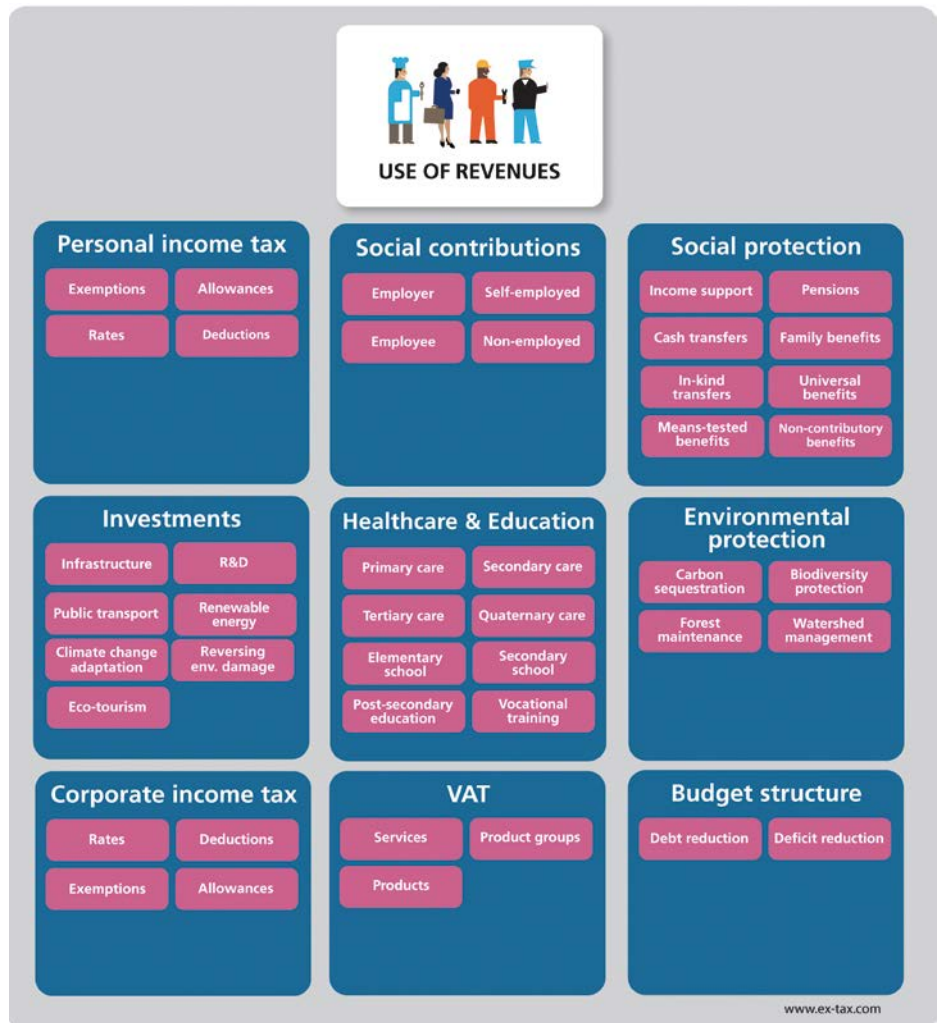 USE OF REVENUES
Personal income tax
Exemptions
Allowances
Rates
Deductions
Social contributions
Employer
Self-employed
Employee
Non-employed
Social protection
Income support
Pensions
Cash transfers
Family benefits
In-kind
transfers
Universal
benefits
Means-tested
benefits
Non-contributory
benefits
Investments
Infrastructure
R&D
Public transport
Renewable
energy
Climate change
adaptation
Reversing
env. damage
Eco-tourism
Healthcare & Education
Primary care
Secondary care
Tertiary care
Quaternary care
Elementary
school
Secondary
school
Post-secondary
education
Vocational
training
Environmental
protection
Carbon
sequestration
Biodiversity
protection
Forest
maintenance
Watershed
management
Corporate income tax
Rates
Deductions
Exemptions
Allowances
VAT
Services
Product groups
Products
Budget structure
Debt reduction
Deficit reduction
www.ex-tax.com